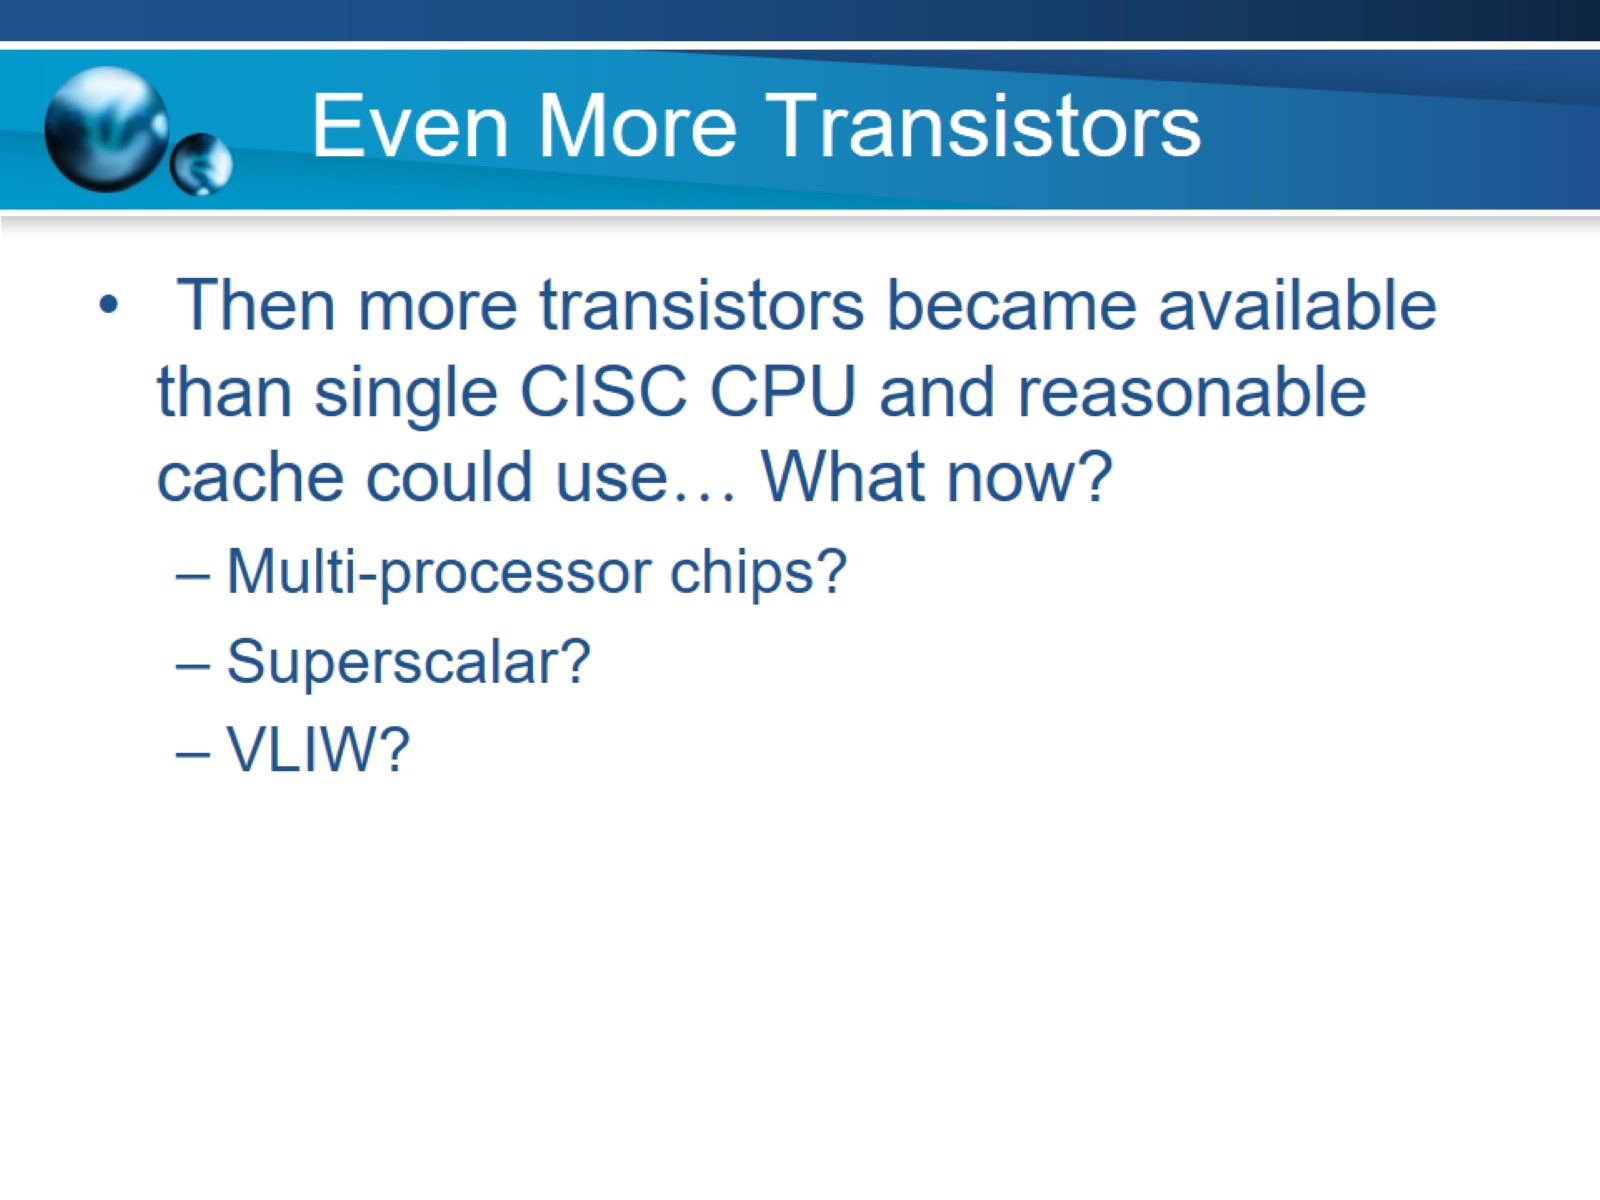 Even More Transistors
• Then more transistors became available
than single CISC CPU and reasonable
cache could use… What now?
– Multi-processor chips?
– Superscalar?
– VLIW?